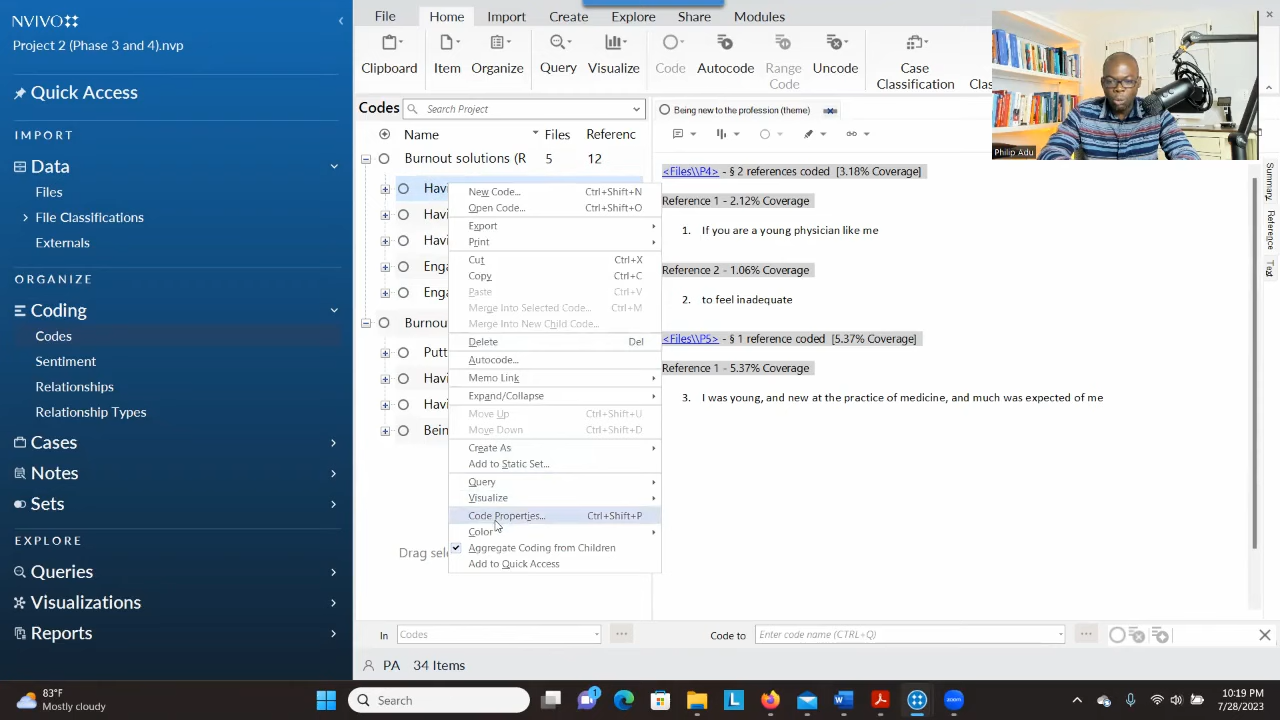 NVIVO
Project 2 (Phase 3 and 4).nvp
Quick Access
IMPORT
Data
Files
File Classifications
Externals
ORGANIZE
Coding
Codes
Sentiment
Relationships
Relationship Types
Cases
Notes
Sets
EXPLORE
Queries
Visualizations
Reports
File Home Import Create Explore Share Modules
Clipboard Item Organize Query Visualize Code Autocode Range Code Uncode Case Classification
Codes Search Project
Name Files Referenc
Burnout solutions (R 5 12
Havi
Havi
Havi
Enga
Enga
Burnou
Putt
Havi
Havi
Bein
New Code... Ctrl+Shift+N
Open Code... Ctrl+Shift+O
Export
Print
Cut Ctrl+X
Copy Ctrl+C
Paste Ctrl+V
Merge Into Selected Code... Ctrl+M
Merge Into New Child Code...
Delete Del
Autocode...
Memo Link
Expand/Collapse
Move Up Ctrl+Shift+U
Move Down Ctrl+Shift+D
Create As
Add to Static Set...
Query
Visualize
Code Properties... Ctrl+Shift+P
Color
Aggregate Coding from Children
Add to Quick Access
Drag sele
Being new to the profession (theme)
<Files\\P4> - § 2 references coded [3.18% Coverage]
Reference 1 - 2.12% Coverage
1. If you are a young physician like me
Reference 2 - 1.06% Coverage
2. to feel inadequate
<Files\\P5> - § 1 reference coded [5.37% Coverage]
Reference 1 - 5.37% Coverage
3. I was young, and new at the practice of medicine, and much was expected of me
Summary
Reference
Text
Philip Adu
In Codes Code to Enter code name (CTRL+Q)
PA 34 Items
83°F
Mostly cloudy
Search
1
zoom
10:19 PM
7/28/2023